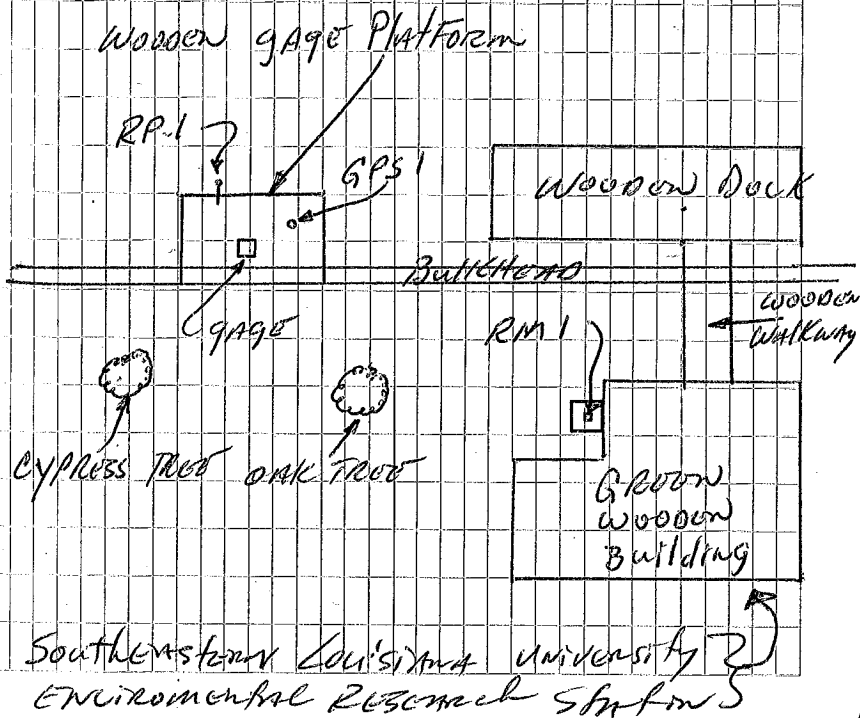 WOODEN gAgE PlAtFORM
RP-1
GPS 1
WOODEN DOCK
BulKHEAD
gAgE
RM 1
WOODEN
WAlKWAy
CYPRESS TREE
OAK TREE
GREEN
WOODEN
Building
SouthEASTERN LouisiANA UNiVERsity
ENVIROMENTAL RESEARCH StAtioN